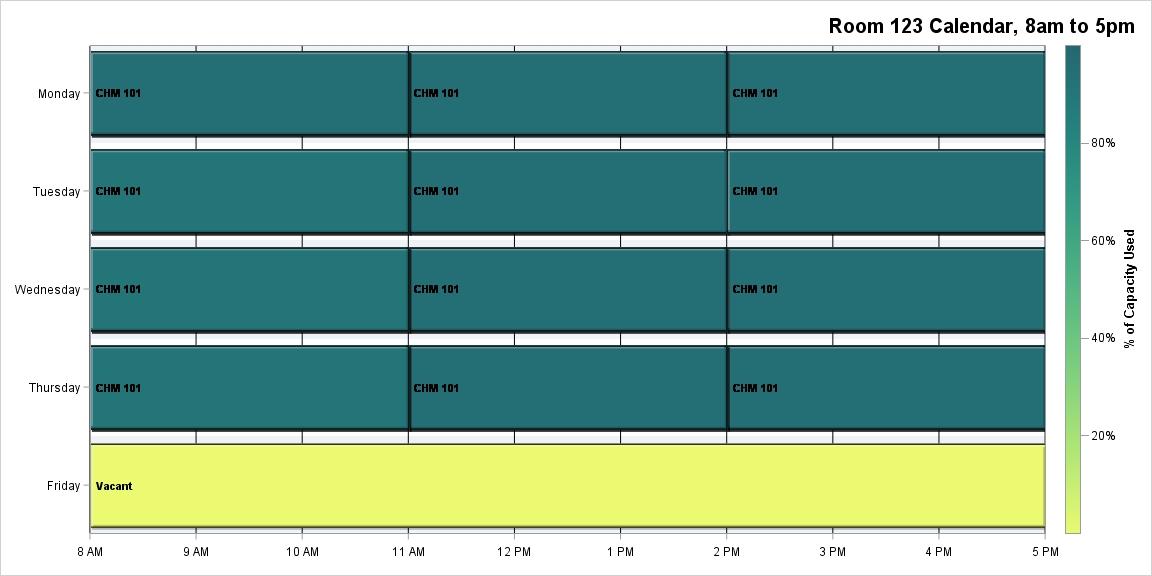 Room 123 Calendar, 8am to 5pm
Monday
CHM 101
CHM 101
CHM 101
Tuesday
CHM 101
CHM 101
CHM 101
Wednesday
CHM 101
CHM 101
CHM 101
Thursday
CHM 101
CHM 101
CHM 101
Friday
Vacant
8 AM
9 AM
10 AM
11 AM
12 PM
1 PM
2 PM
3 PM
4 PM
5 PM
80%
60%
40%
20%
% of Capacity Used